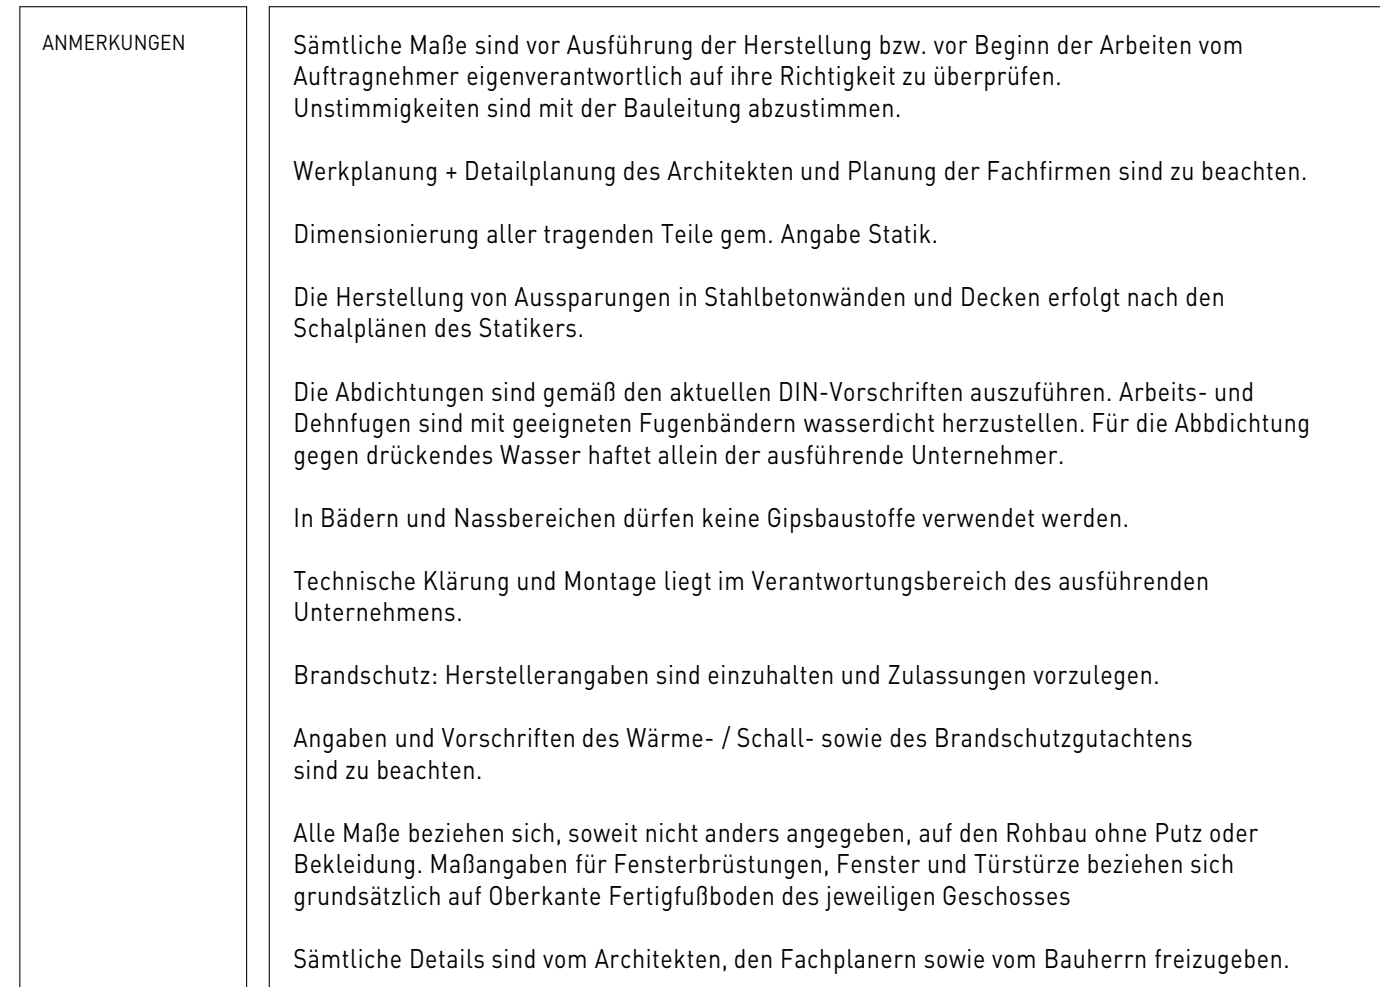 ANMERKUNGEN
Sämtliche Maße sind vor Ausführung der Herstellung bzw. vor Beginn der Arbeiten vom
Auftragnehmer eigenverantwortlich auf ihre Richtigkeit zu überprüfen.
Unstimmigkeiten sind mit der Bauleitung abzustimmen.
Werkplanung + Detailplanung des Architekten und Planung der Fachfirmen sind zu beachten.
Dimensionierung aller tragenden Teile gem. Angabe Statik.
Die Herstellung von Aussparungen in Stahlbetonwänden und Decken erfolgt nach den
Schalplänen des Statikers.
Die Abdichtungen sind gemäß den aktuellen DIN-Vorschriften auszuführen. Arbeits- und
Dehnfugen sind mit geeigneten Fugenbändern wasserdicht herzustellen. Für die Abbdichtung
gegen drückendes Wasser haftet allein der ausführende Unternehmer.
In Bädern und Nassbereichen dürfen keine Gipsbaustoffe verwendet werden.
Technische Klärung und Montage liegt im Verantwortungsbereich des ausführenden
Unternehmens.
Brandschutz: Herstellerangaben sind einzuhalten und Zulassungen vorzulegen.
Angaben und Vorschriften des Wärme- / Schall- sowie des Brandschutzgutachtens
sind zu beachten.
Alle Maße beziehen sich, soweit nicht anders angegeben, auf den Rohbau ohne Putz oder
Bekleidung. Maßangaben für Fensterbrüstungen, Fenster und Türstürze beziehen sich
grundsätzlich auf Oberkante Fertigfußboden des jeweiligen Geschosses
Sämtliche Details sind vom Architekten, den Fachplanern sowie vom Bauherrn freizugeben.